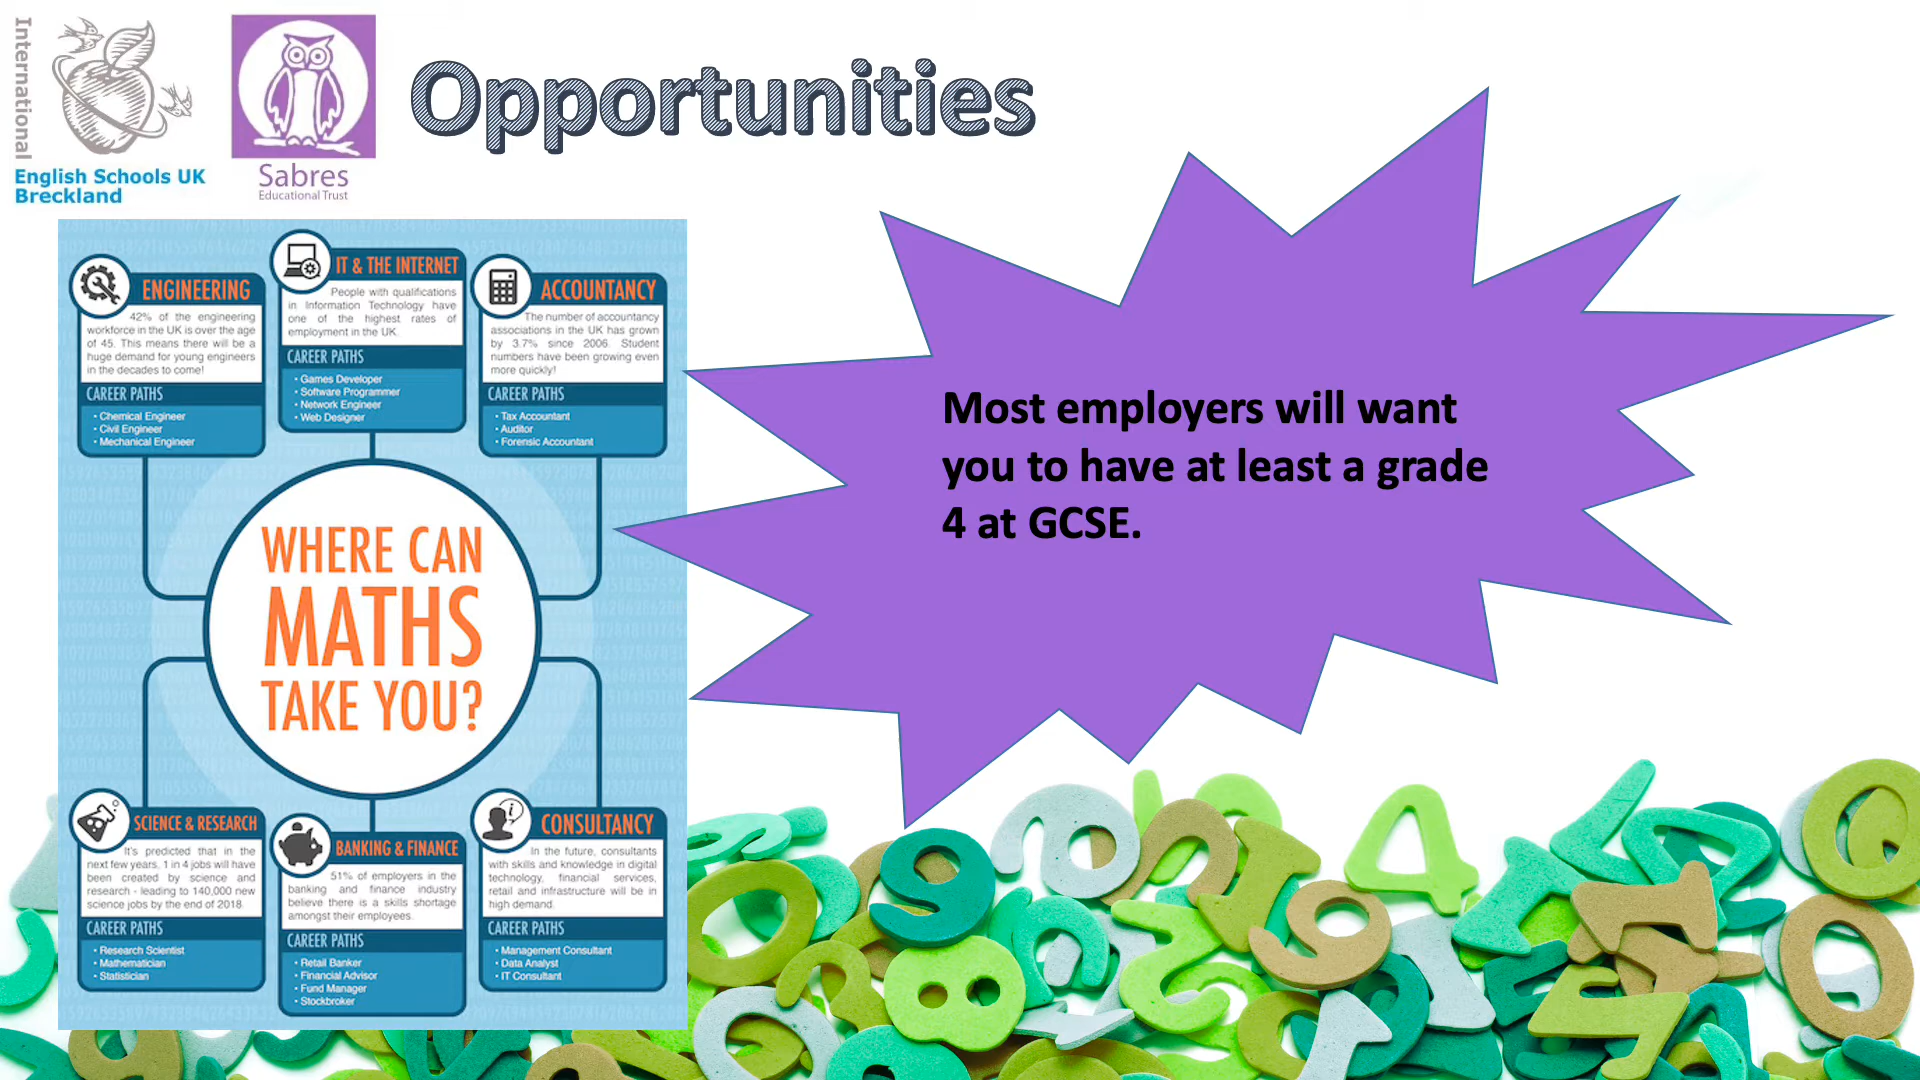 International
English Schools UK
Breckland
Sabres
Educational Trust
Opportunities
ENGINEERING
42% of the engineering
workforce in the UK is over the age
of 45. This means there will be a
huge demand for young engineers
in the decades to come!
CAREER PATHS
• Chemical Engineer
• Civil Engineer
• Mechanical Engineer
IT & THE INTERNET
People with qualifications
in Information Technology have
one of the highest rates of
employment in the UK.
CAREER PATHS
• Games Developer
• Software Programmer
• Network Engineer
• Web Designer
ACCOUNTANCY
The number of accountancy
associations in the UK has grown
by 3.7% since 2006. Student
numbers have been growing even
more quickly!
CAREER PATHS
• Tax Accountant
• Auditor
• Forensic Accountant
WHERE CAN
MATHS
TAKE YOU?
SCIENCE & RESEARCH
It's predicted that in the
next few years, 1 in 4 jobs will have
been created by science and
research - leading to 140,000 new
science jobs by the end of 2018.
CAREER PATHS
• Research Scientist
• Mathematician
• Statistician
BANKING & FINANCE
51% of employers in the
banking and finance industry
believe there is a skills shortage
amongst their employees.
CAREER PATHS
• Retail Banker
• Financial Advisor
• Fund Manager
• Stockbroker
CONSULTANCY
In the future, consultants
with skills and knowledge in digital
technology, financial services,
retail and infrastructure will be in
high demand.
CAREER PATHS
• Management Consultant
• Data Analyst
• IT Consultant
Most employers will want
you to have at least a grade
4 at GCSE.